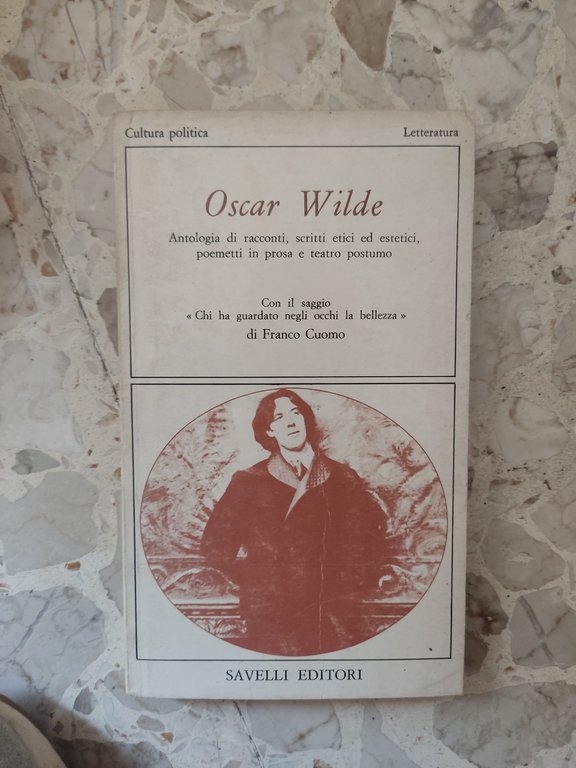 Cultura politica
Letteratura
Oscar Wilde
Antologia di racconti, scritti etici ed estetici,
poemetti in prosa e teatro postumo
Con il saggio
« Chi ha guardato negli occhi la bellezza »
di Franco Cuomo
SAVELLI EDITORI